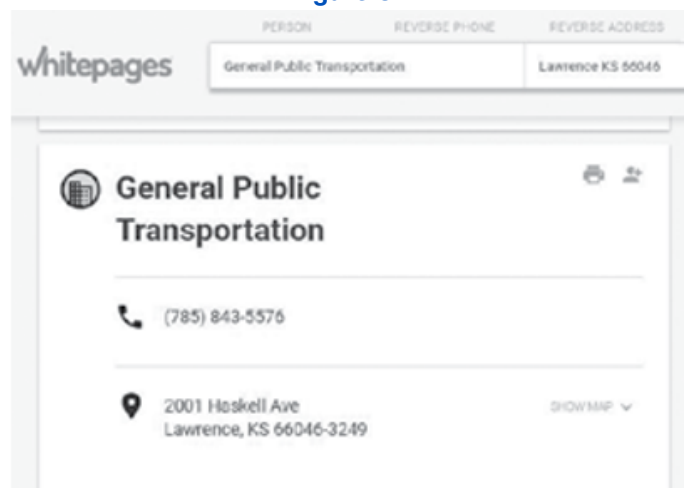 PERSON REVERSE PHONE REVERSE ADDRESS
whitepages
General Public Transportation Lawrence KS 66046
General Public
Transportation
(785) 843-5576
2001 Haskell Ave SHOW MAP
Lawrence, KS 66046-3249